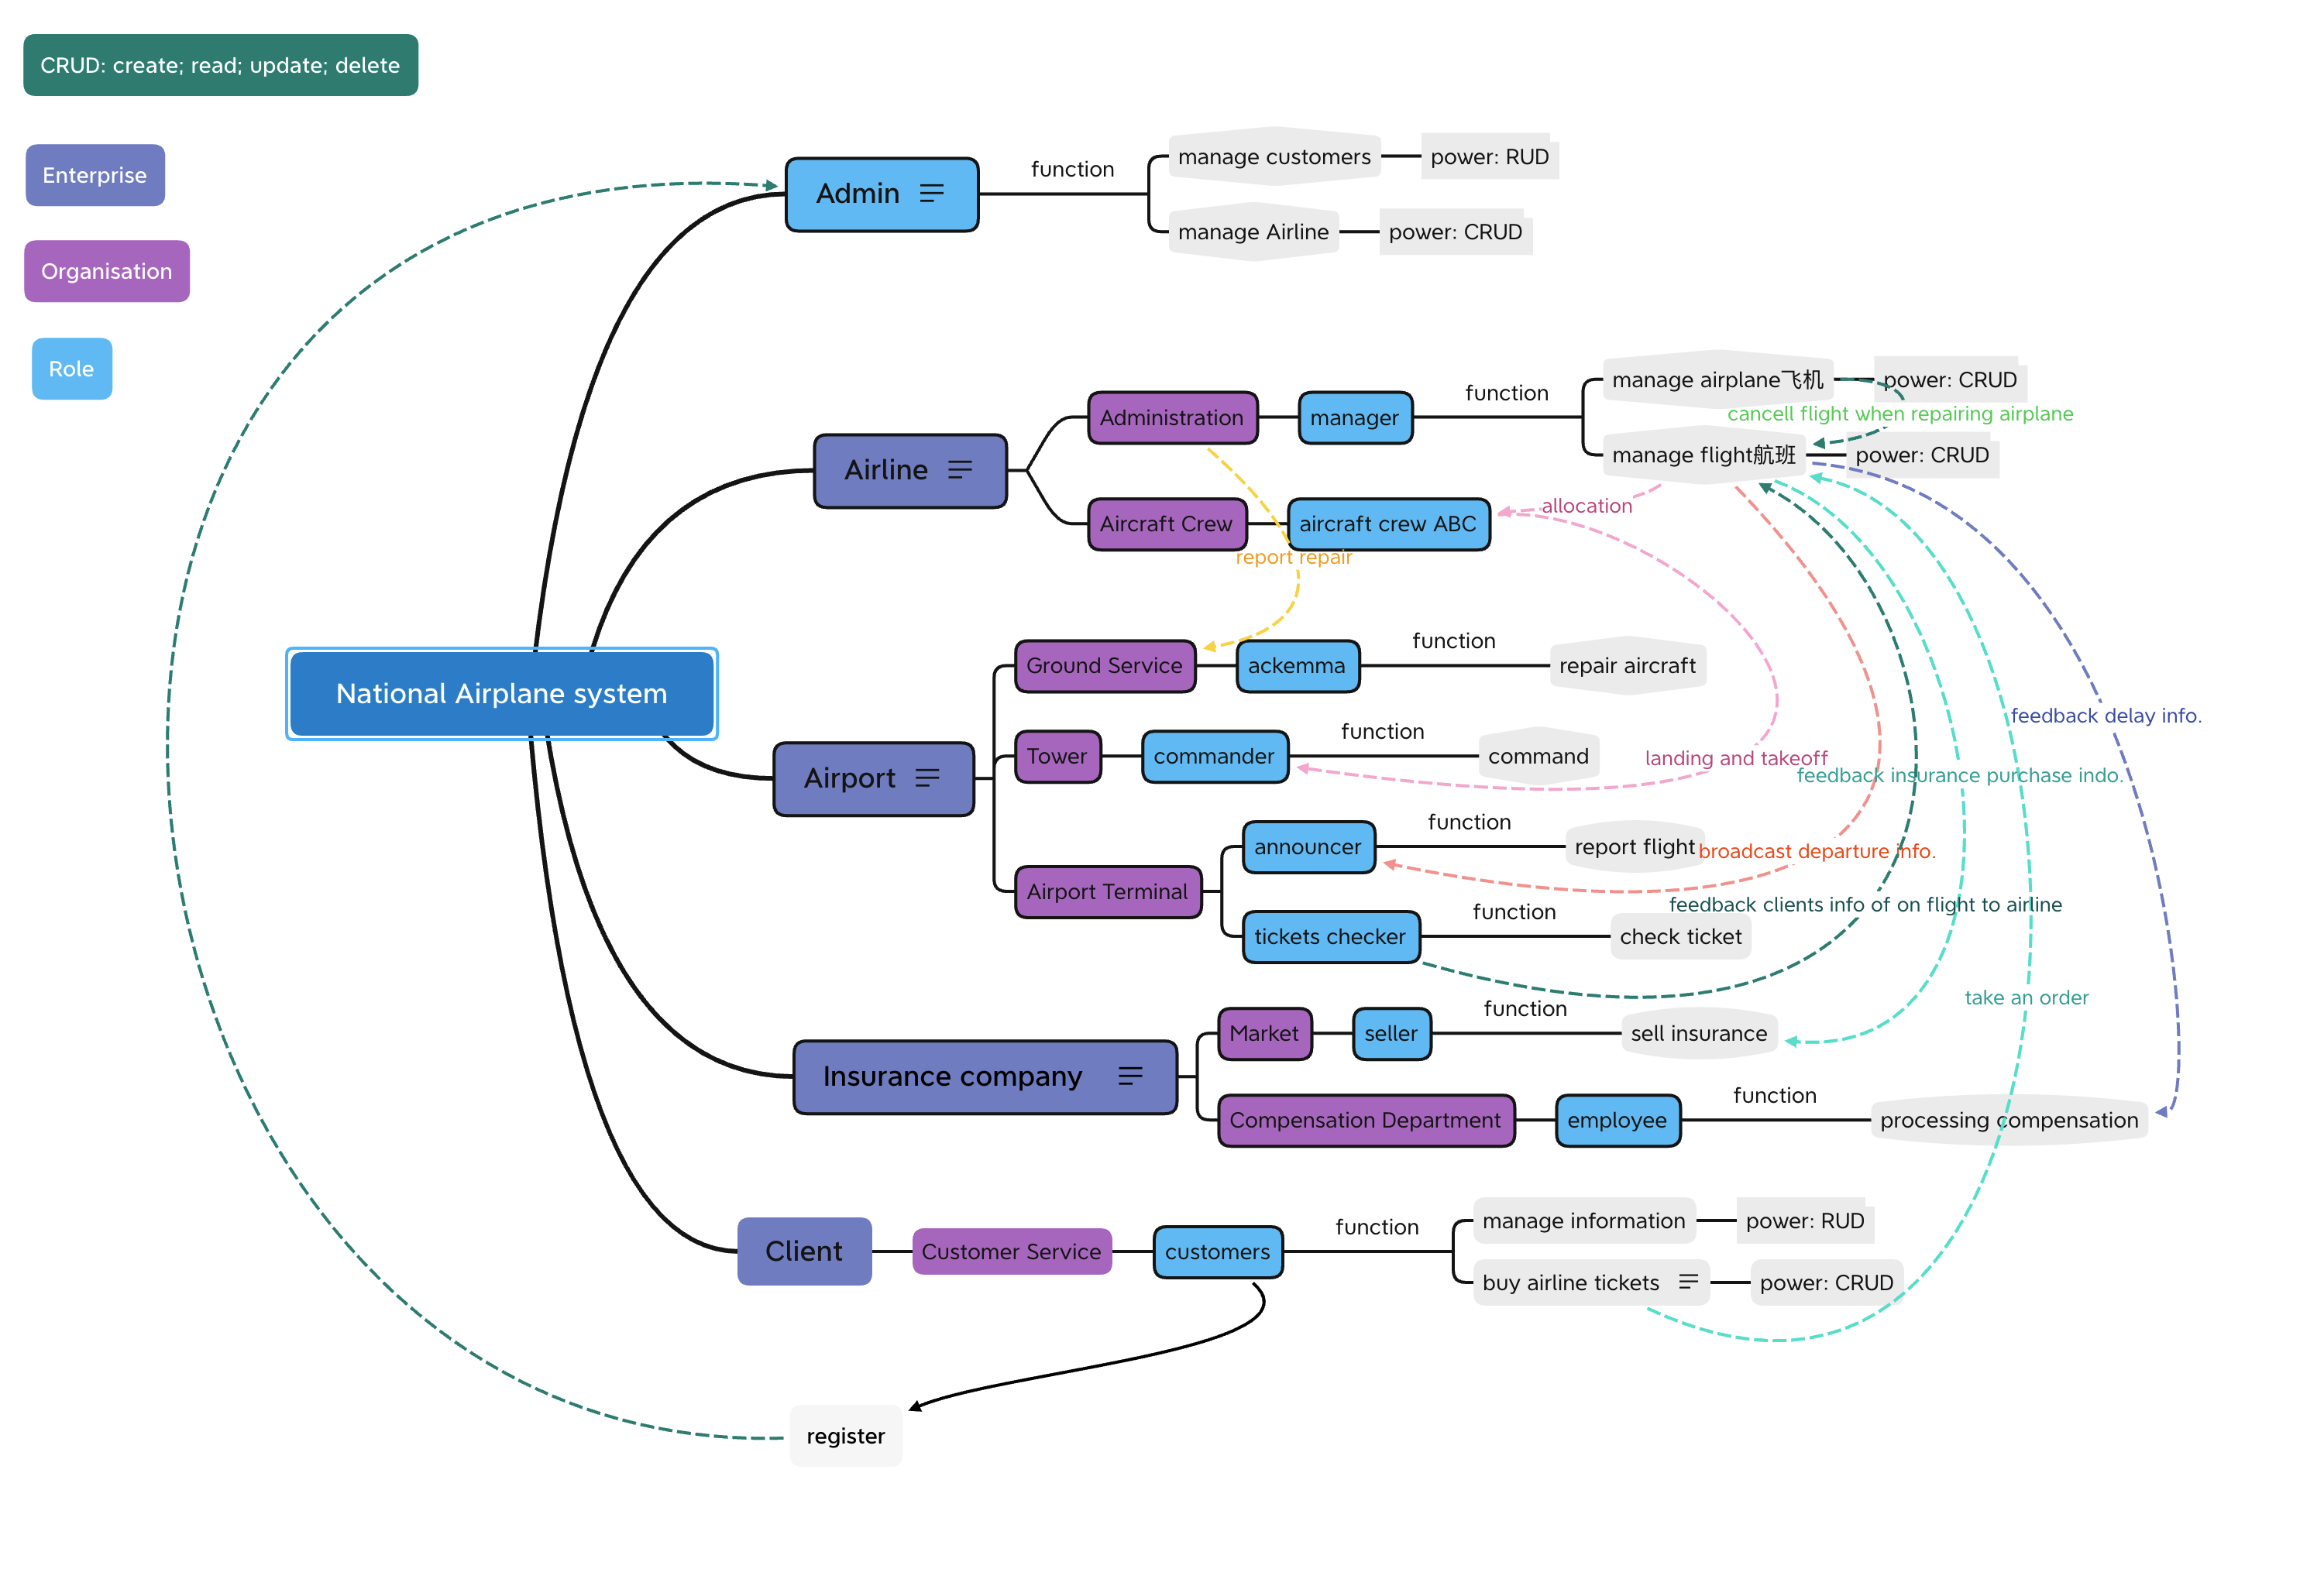 CRUD: create; read; update; delete
Enterprise
Organisation
Role
National Airplane system
Admin
function
manage customers
power: RUD
manage Airline
power: CRUD
Airline
Administration
manager
function
manage airplane飞机
power: CRUD
cancell flight when repairing airplane
manage flight航班
power: CRUD
Aircraft Crew
aircraft crew ABC
allocation
report repair
Airport
Ground Service
ackemma
function
repair aircraft
Tower
commander
function
command
landing and takeoff
feedback delay info.
feedback insurance purchase indo.
Airport Terminal
announcer
function
report flight
broadcast departure info.
tickets checker
function
check ticket
feedback clients info of on flight to airline
take an order
Insurance company
Market
seller
function
sell insurance
Compensation Department
employee
function
processing compensation
Client
Customer Service
customers
function
manage information
power: RUD
buy airline tickets
power: CRUD
register